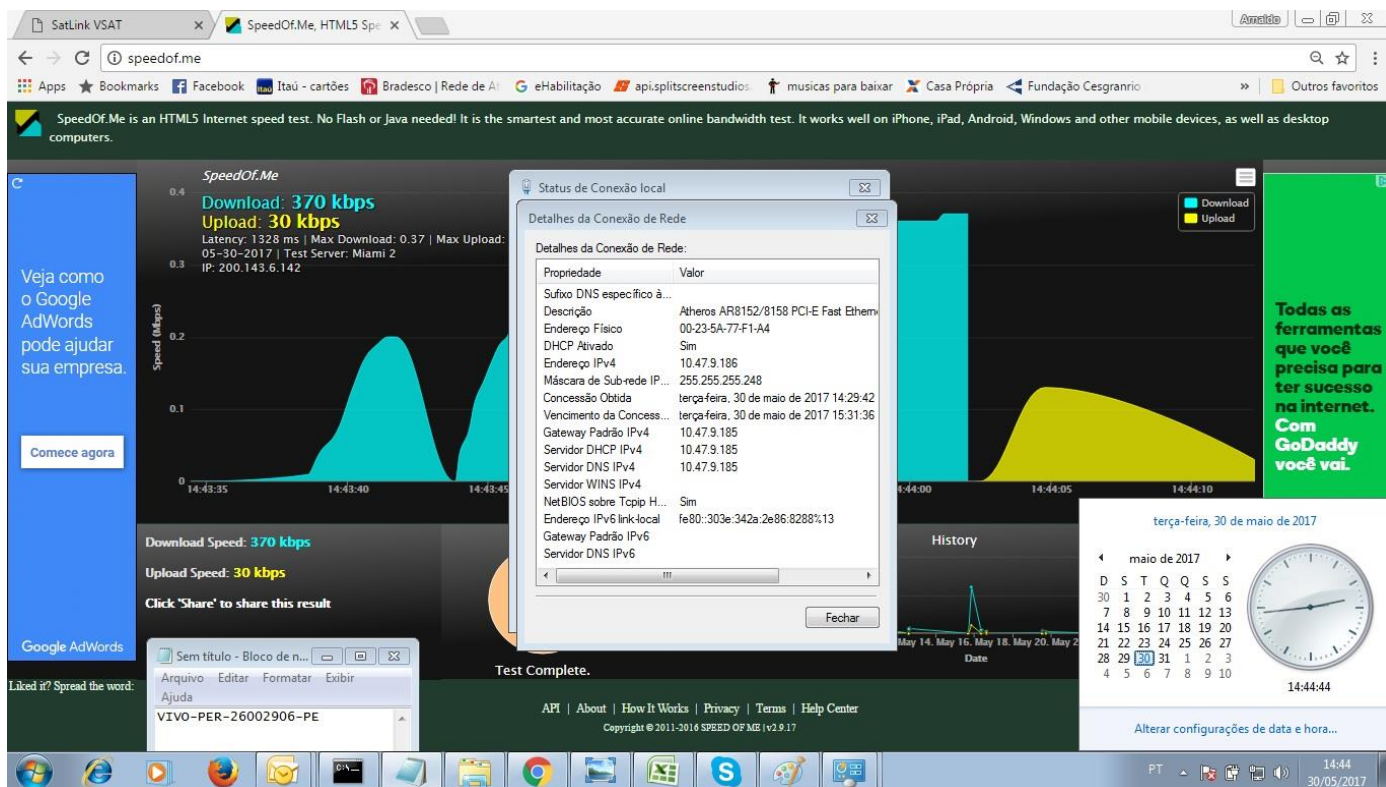 SatLink VSAT
SpeedOf.Me, HTML5 Spe
Arnaldo
speedof.me
Apps
Bookmarks
Facebook
Itaú - cartões
Bradesco | Rede de A
eHabilitação
api.splitscreenstudios.
musicas para baixar
Casa Própria
Fundação Cesgranrio
»
Outros favoritos
SpeedOf.Me is an HTML5 Internet speed test. No Flash or Java needed! It is the smartest and most accurate online bandwidth test. It works well on iPhone, iPad, Android, Windows and other mobile devices, as well as desktop
computers.
Veja como
o Google
AdWords
pode ajudar
sua empresa.
Comece agora
Google AdWords
SpeedOf.Me
Download: 370 kbps
Upload: 30 kbps
Latency: 1328 ms | Max Download: 0.37 | Max Upload:
05-30-2017 | Test Server: Miami 2
IP: 200.143.6.142
Speed (Mbps)
0.4
0.3
0.2
0.1
0
14:43:35
14:43:40
14:43:45
4:44:00
14:44:05
14:44:10
Download
Upload
Status de Conexão local
Detalhes da Conexão de Rede
Detalhes da Conexão de Rede:
Propriedade Valor
Sufixo DNS específico à...
Descrição Atheros AR8152/8158 PCI-E Fast Ethern
Endereço Físico 00-23-5A-77-F1-A4
DHCP Ativado Sim
Endereço IPv4 10.47.9.186
Máscara de Sub-rede IP... 255.255.255.248
Concessão Obtida terça-feira, 30 de maio de 2017 14:29:42
Vencimento da Concess... terça-feira, 30 de maio de 2017 15:31:36
Gateway Padrão IPv4 10.47.9.185
Servidor DHCP IPv4 10.47.9.185
Servidor DNS IPv4 10.47.9.185
Servidor WINS IPv4
NetBIOS sobre Tcpip H... Sim
Endereço IPv6 link-local fe80::303e:342a:2e86:8288%13
Gateway Padrão IPv6
Servidor DNS IPv6
Fechar
Todas as
ferramentas
que você
precisa para
ter sucesso
na internet.
Com
GoDaddy
você vai.
Download Speed: 370 kbps
Upload Speed: 30 kbps
Click 'Share' to share this result
Test Complete.
History
May 14. May 16. May 18. May 20. May 2
Date
Liked it? Spread the word:
Sem título - Bloco de n...
Arquivo Editar Formatar Exibir
Ajuda
VIVO-PER-26002906-PE
API | About | How It Works | Privacy | Terms | Help Center
Copyright © 2011-2016 SPEED OF ME | v2.9.17
terça-feira, 30 de maio de 2017
maio de 2017
D S T Q Q S S
30 1 2 3 4 5 6
7 8 9 10 11 12 13
14 15 16 17 18 19 20
21 22 23 24 25 26 27
28 29 30 31 1 2 3
4 5 6 7 8 9 10
14:44:44
Alterar configurações de data e hora...
PT
14:44
30/05/2017